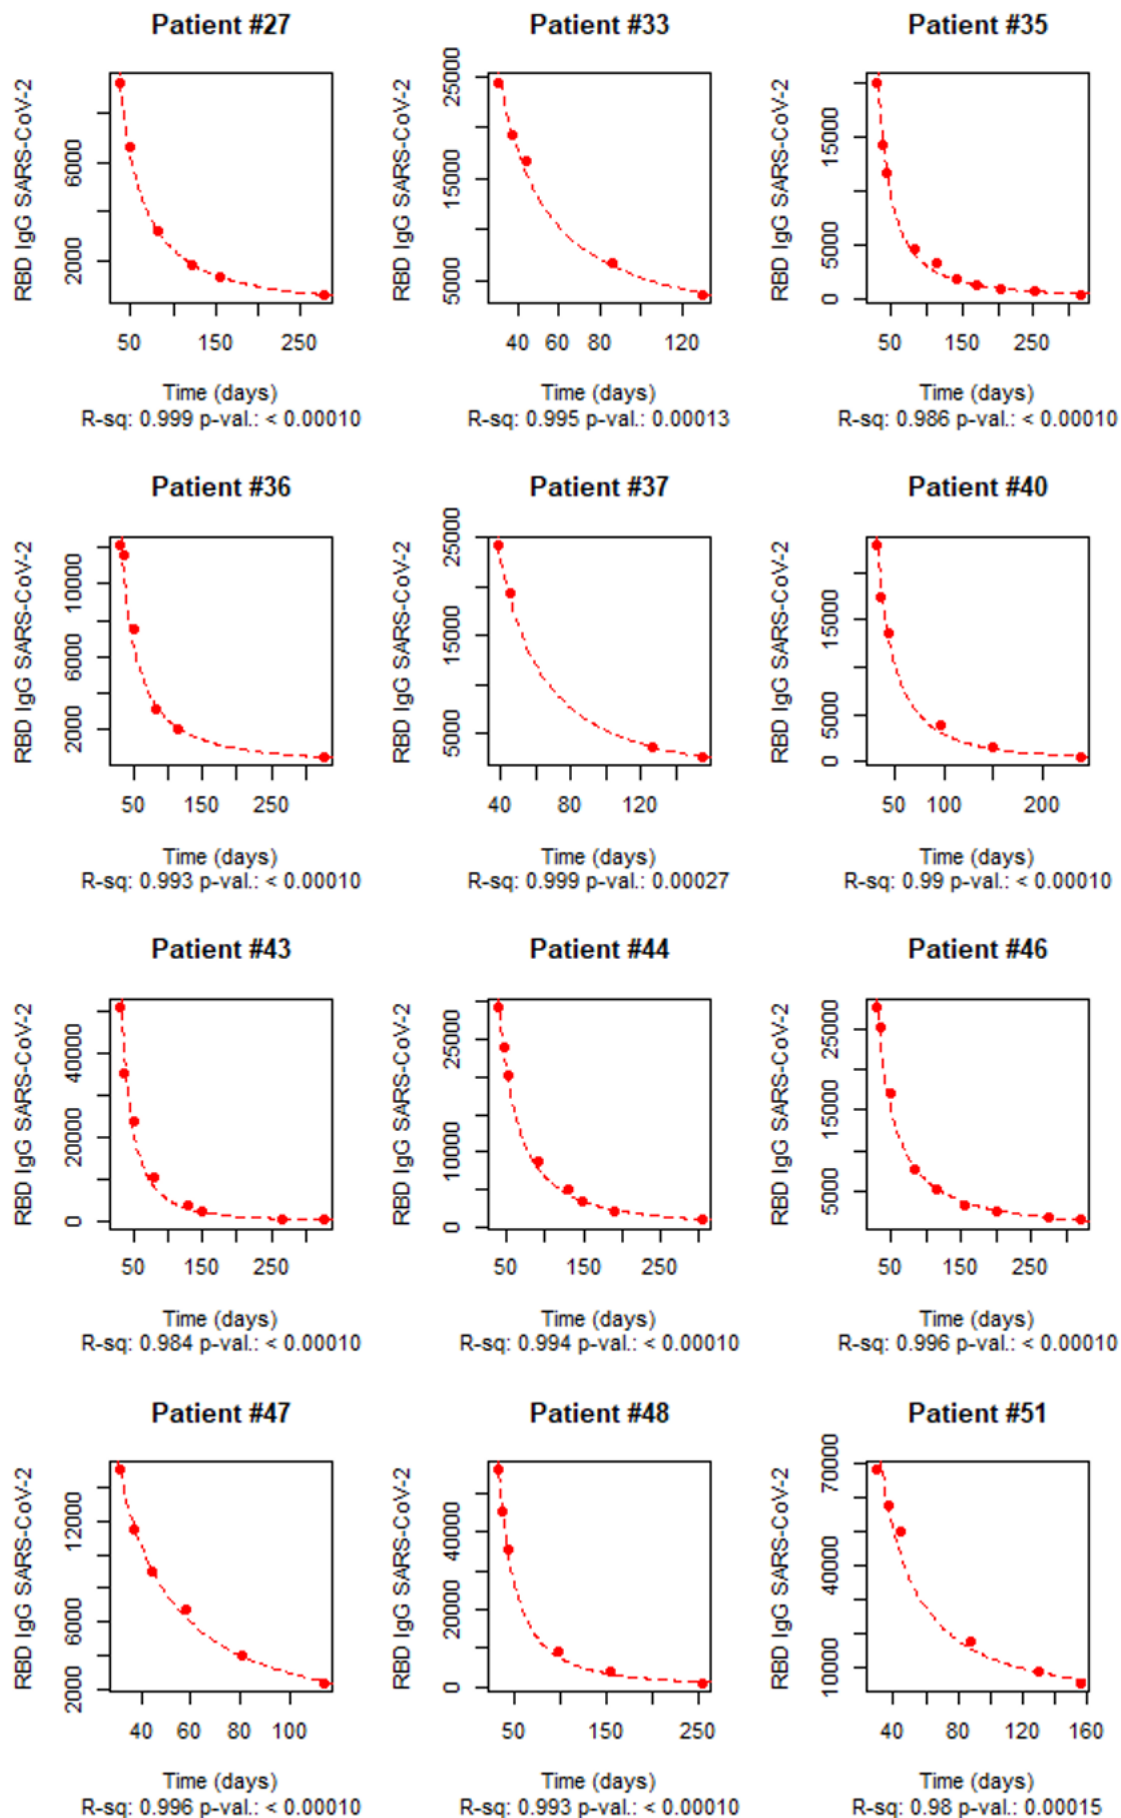 Patient #27
Patient #33
Patient #35
RBD IgG SARS-CoV-2
2000
6000
50
150
250
Time (days)
R-sq: 0.999 p-val.: < 0.00010
RBD IgG SARS-CoV-2
5000
15000
25000
40
60
80
120
Time (days)
R-sq: 0.995 p-val.: 0.00013
RBD IgG SARS-CoV-2
0
5000
15000
50
150
250
Time (days)
R-sq: 0.986 p-val.: < 0.00010
Patient #36
Patient #37
Patient #40
RBD IgG SARS-CoV-2
2000
6000
10000
50
150
250
Time (days)
R-sq: 0.993 p-val.: < 0.00010
RBD IgG SARS-CoV-2
5000
15000
25000
40
80
120
Time (days)
R-sq: 0.999 p-val.: 0.00027
RBD IgG SARS-CoV-2
0
5000
15000
50
100
200
Time (days)
R-sq: 0.99 p-val.: < 0.00010
Patient #43
Patient #44
Patient #46
RBD IgG SARS-CoV-2
0
20000
40000
50
150
250
Time (days)
R-sq: 0.984 p-val.: < 0.00010
RBD IgG SARS-CoV-2
0
10000
25000
50
150
250
Time (days)
R-sq: 0.994 p-val.: < 0.00010
RBD IgG SARS-CoV-2
5000
15000
25000
50
150
250
Time (days)
R-sq: 0.996 p-val.: < 0.00010
Patient #47
Patient #48
Patient #51
RBD IgG SARS-CoV-2
2000
6000
12000
40
60
80
100
Time (days)
R-sq: 0.996 p-val.: < 0.00010
RBD IgG SARS-CoV-2
0
20000
40000
50
150
250
Time (days)
R-sq: 0.993 p-val.: < 0.00010
RBD IgG SARS-CoV-2
10000
40000
70000
40
80
120
160
Time (days)
R-sq: 0.98 p-val.: 0.00015